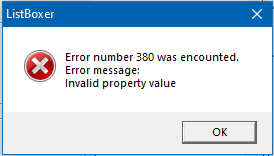 ListBoxer
Error number 380 was encounted.
Error message:
Invalid property value
OK